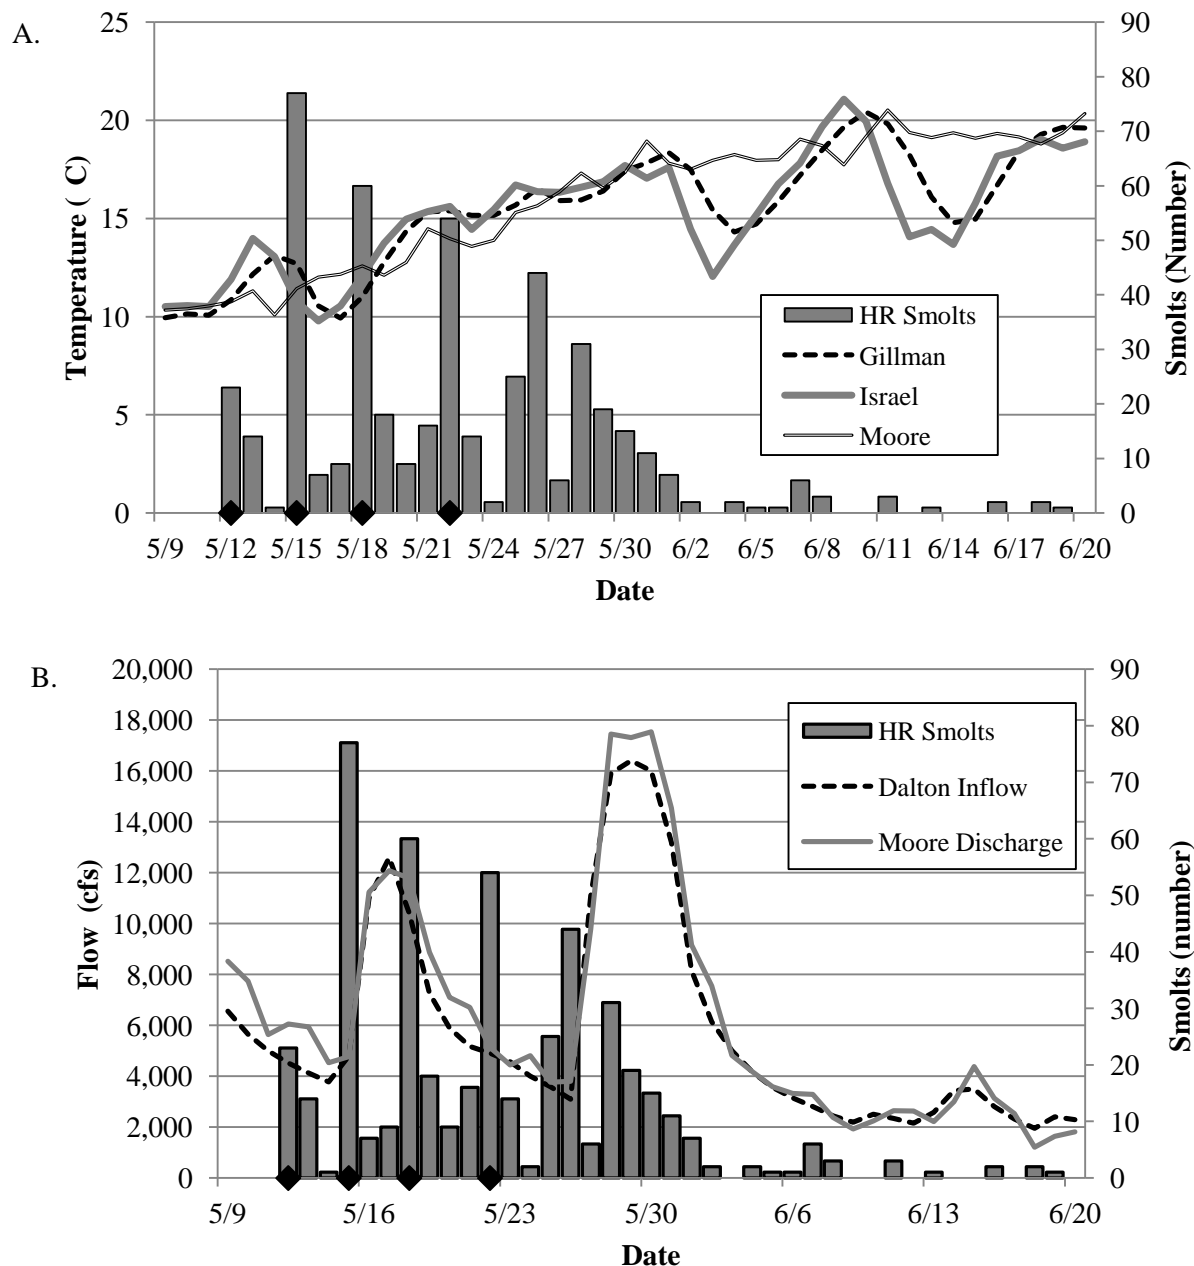 A.
25
20
15
10
5
0
Temperature ( C)
90
80
70
60
50
40
30
20
10
0
Smolts (Number)
HR Smolts
Gillman
Israel
Moore
5/9 5/12 5/15 5/18 5/21 5/24 5/27 5/30 6/2 6/5 6/8 6/11 6/14 6/17 6/20
Date
B.
20,000
18,000
16,000
14,000
12,000
10,000
8,000
6,000
4,000
2,000
0
Flow (cfs)
90
80
70
60
50
40
30
20
10
0
Smolts (number)
HR Smolts
Dalton Inflow
Moore Discharge
5/9 5/16 5/23 5/30 6/6 6/13 6/20
Date